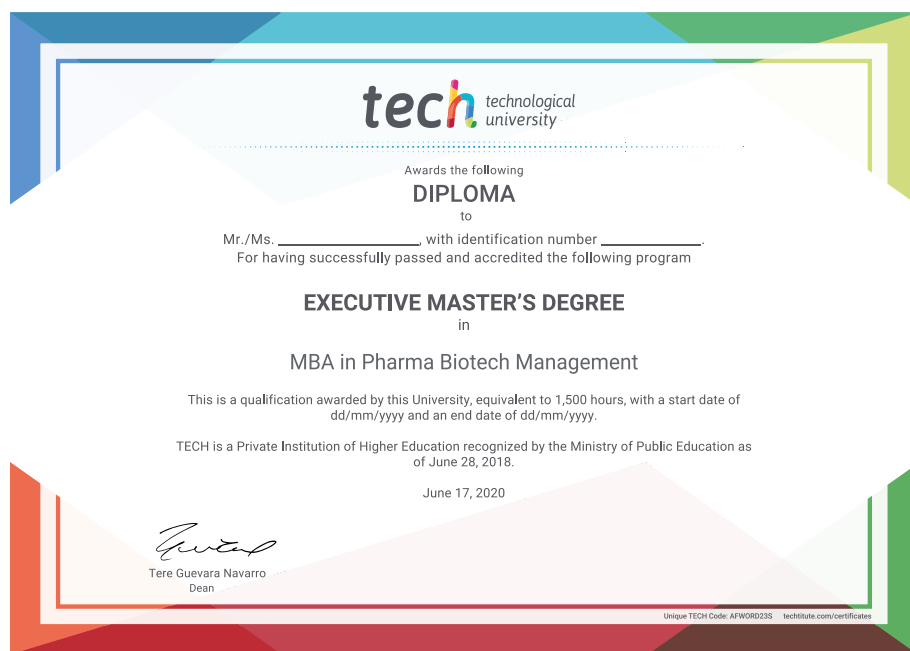 tech technological
university
Awards the following
DIPLOMA
to
Mr./Ms. ____________________, with identification number ______________.
For having successfully passed and accredited the following program
EXECUTIVE MASTER'S DEGREE
in
MBA in Pharma Biotech Management
This is a qualification awarded by this University, equivalent to 1,500 hours, with a start date of
dd/mm/yyyy and an end date of dd/mm/yyyy.
TECH is a Private Institution of Higher Education recognized by the Ministry of Public Education as
of June 28, 2018.
June 17, 2020
Tere Guevara Navarro
Dean
Unique TECH Code: AFWORD23S techtitute.com/certificates